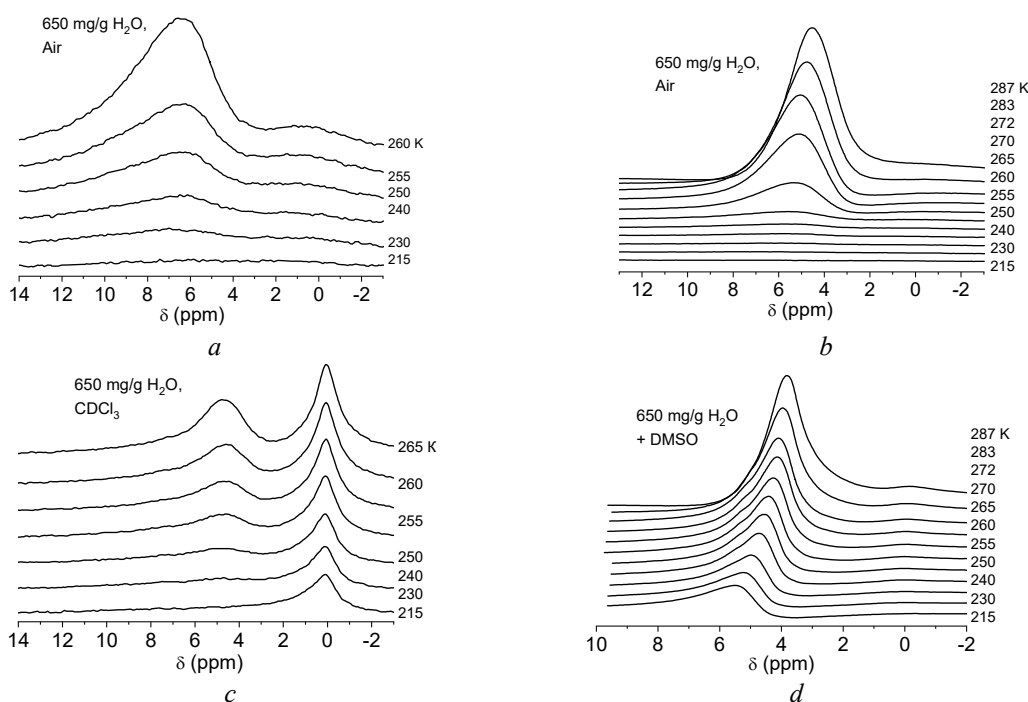 650 mg/g H₂O,
Air
260 K
255
250
240
230
215
14 12 10 8 6 4 2 0 -2
δ (ppm)
a
650 mg/g H₂O,
Air
287 K
283
272
270
265
260
255
250
240
230
215
12 10 8 6 4 2 0 -2
δ (ppm)
b
650 mg/g H₂O,
CDCl₃
265 K
260
255
250
240
230
215
14 12 10 8 6 4 2 0 -2
δ (ppm)
c
650 mg/g H₂O
+ DMSO
287 K
283
272
270
265
260
255
250
240
230
215
10 8 6 4 2 0 -2
δ (ppm)
d